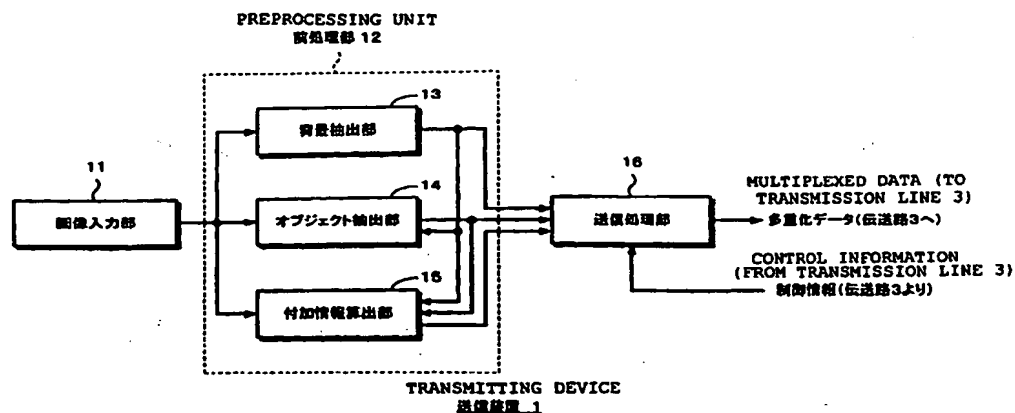 PREPROCESSING UNIT
前処理部 12
13
背景抽出部
11
画像入力部
14
オブジェクト抽出部
15
付加情報算出部
16
送信処理部
MULTIPLEXED DATA (TO
TRANSMISSION LINE 3)
多重化データ(伝送路3へ)
CONTROL INFORMATION
(FROM TRANSMISSION LINE 3)
制御情報(伝送路3より)
TRANSMITTING DEVICE
送信装置 1